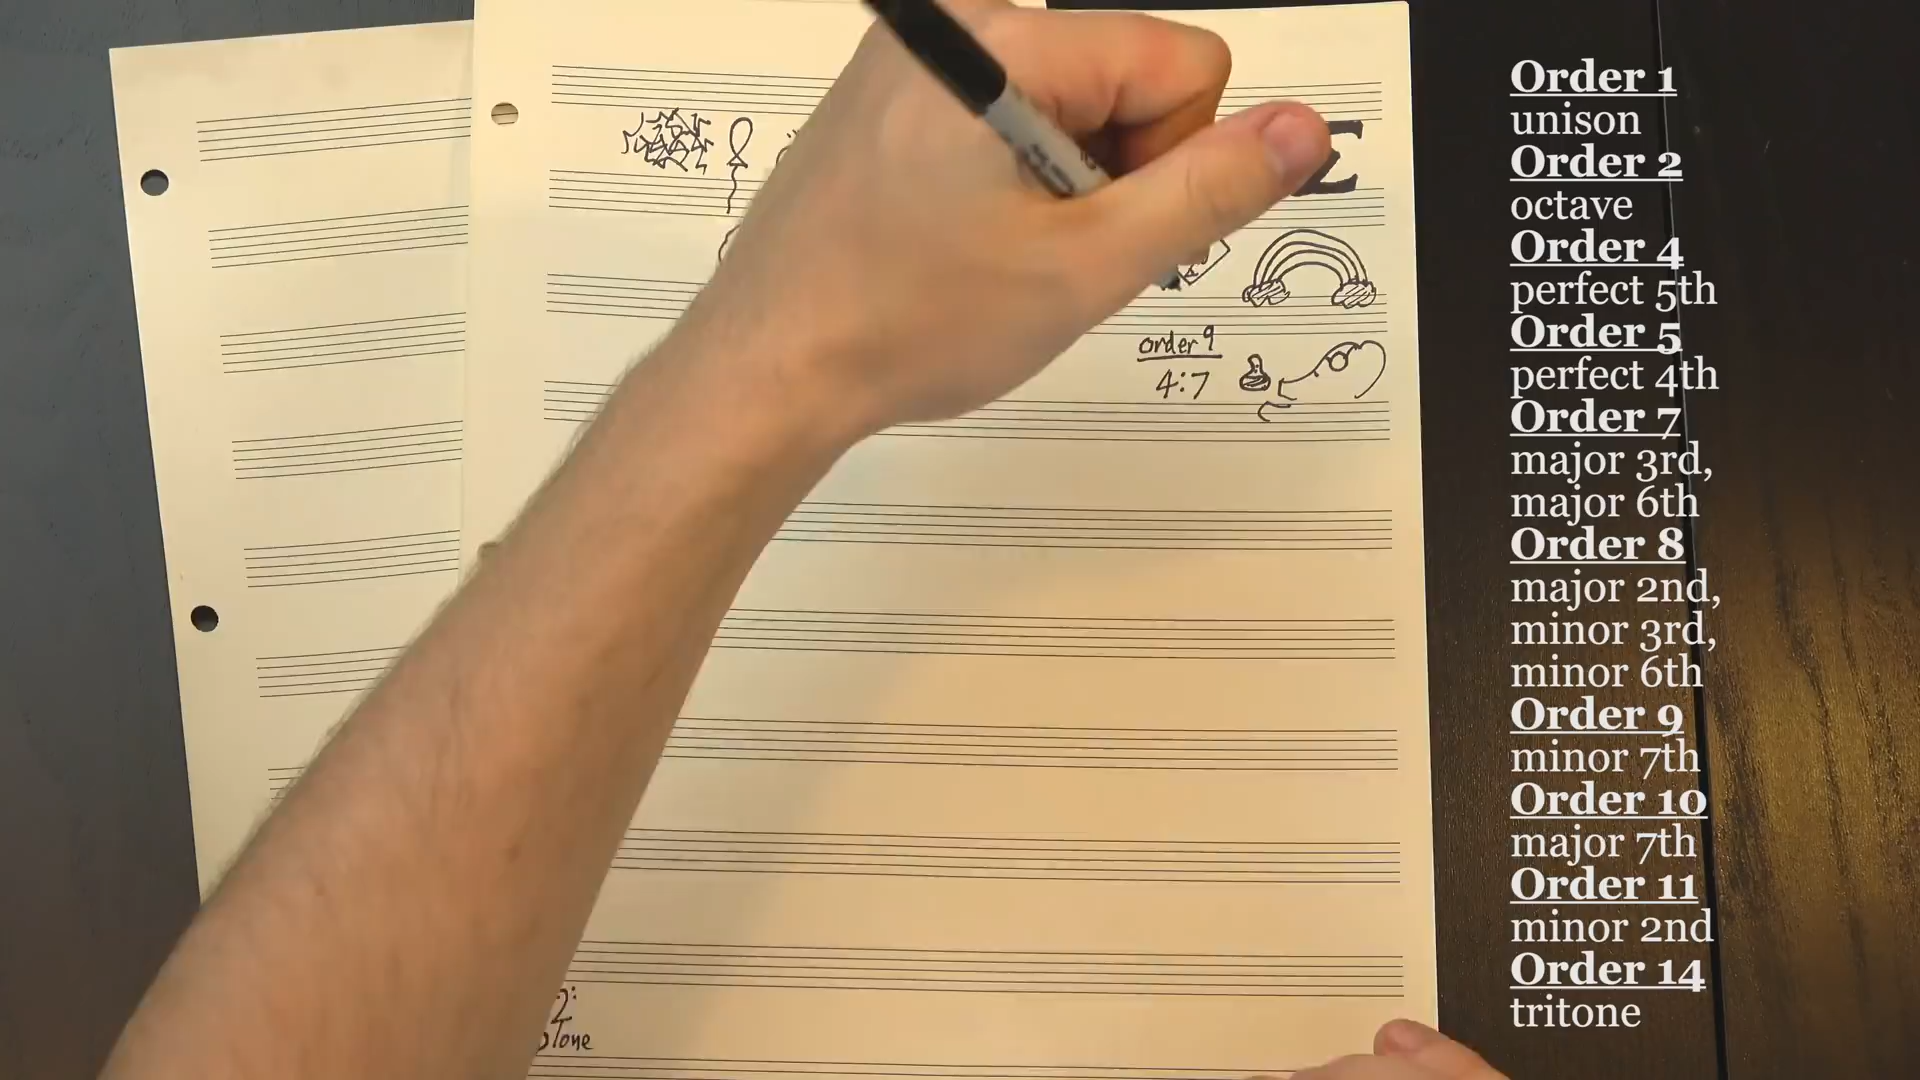 order 9
4:7
2:
Tone
Order 1
unison
Order 2
octave
Order 4
perfect 5th
Order 5
perfect 4th
Order 7
major 3rd,
major 6th
Order 8
major 2nd,
minor 3rd,
minor 6th
Order 9
minor 7th
Order 10
major 7th
Order 11
minor 2nd
Order 14
tritone